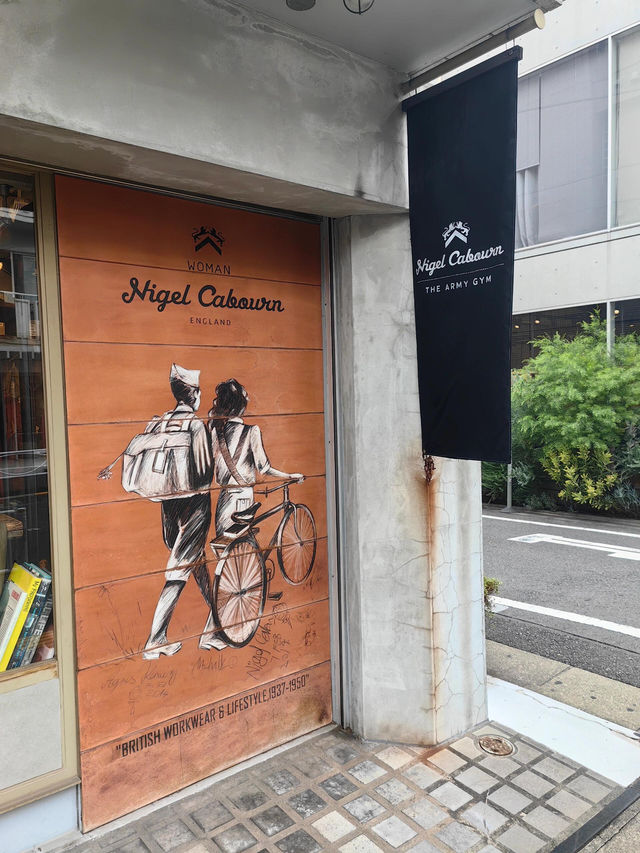 WOMAN
Nigel Cabourn
ENGLAND
"BRITISH WORKWEAR & LIFESTYLE,1937-1950"
Nigel Cabourn
THE ARMY GYM